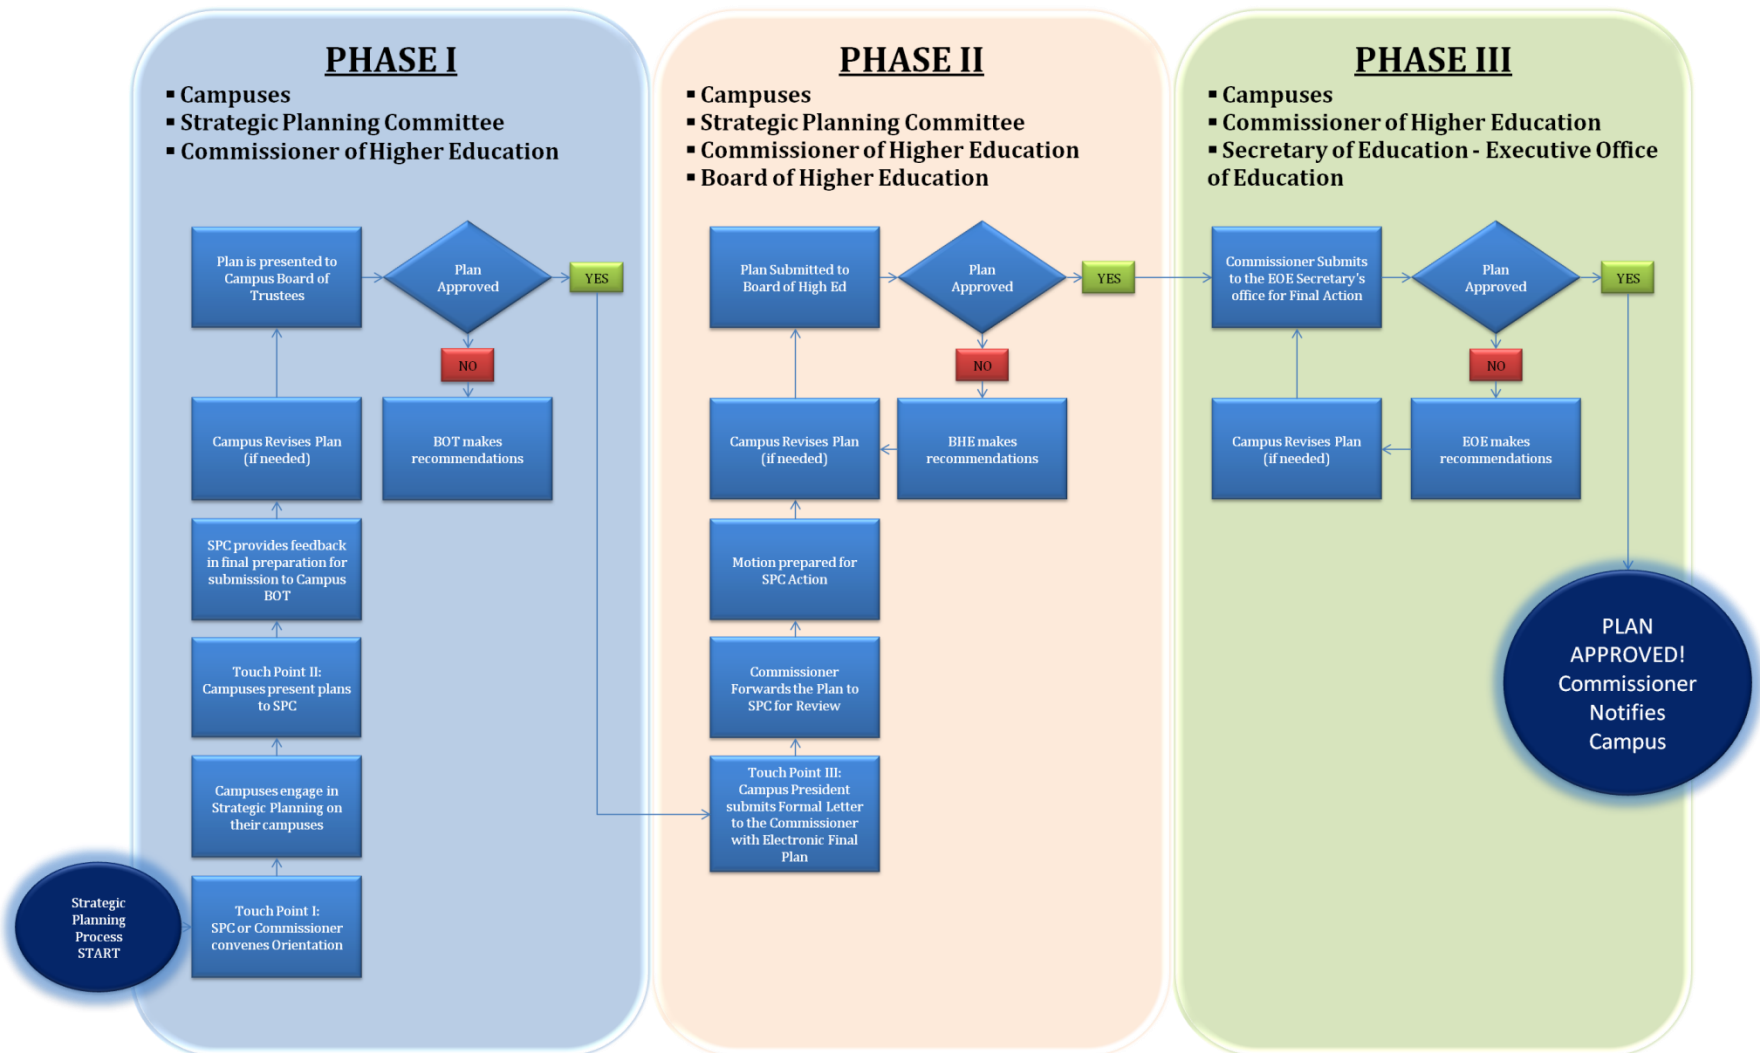 PHASE I
▪ Campuses
▪ Strategic Planning Committee
▪ Commissioner of Higher Education
Plan is presented to
Campus Board of
Trustees
Plan
Approved
YES
NO
Campus Revises Plan
(if needed)
BOT makes
recommendations
SPC provides feedback
in final preparation for
submission to Campus
BOT
Touch Point II:
Campuses present plans
to SPC
Campuses engage in
Strategic Planning on
their campuses
Strategic
Planning
Process
START
Touch Point I:
SPC or Commissioner
convenes Orientation
PHASE II
▪ Campuses
▪ Strategic Planning Committee
▪ Commissioner of Higher Education
▪ Board of Higher Education
Plan Submitted to
Board of High Ed
Plan
Approved
YES
NO
Campus Revises Plan
(if needed)
BHE makes
recommendations
Motion prepared for
SPC Action
Commissioner
Forwards the Plan to
SPC for Review
Touch Point III:
Campus President
submits Formal Letter
to the Commissioner
with Electronic Final
Plan
PHASE III
▪ Campuses
▪ Commissioner of Higher Education
▪ Secretary of Education - Executive Office
of Education
Commissioner Submits
to the EOE Secretary's
office for Final Action
Plan
Approved
YES
NO
Campus Revises Plan
(if needed)
EOE makes
recommendations
PLAN
APPROVED!
Commissioner
Notifies
Campus